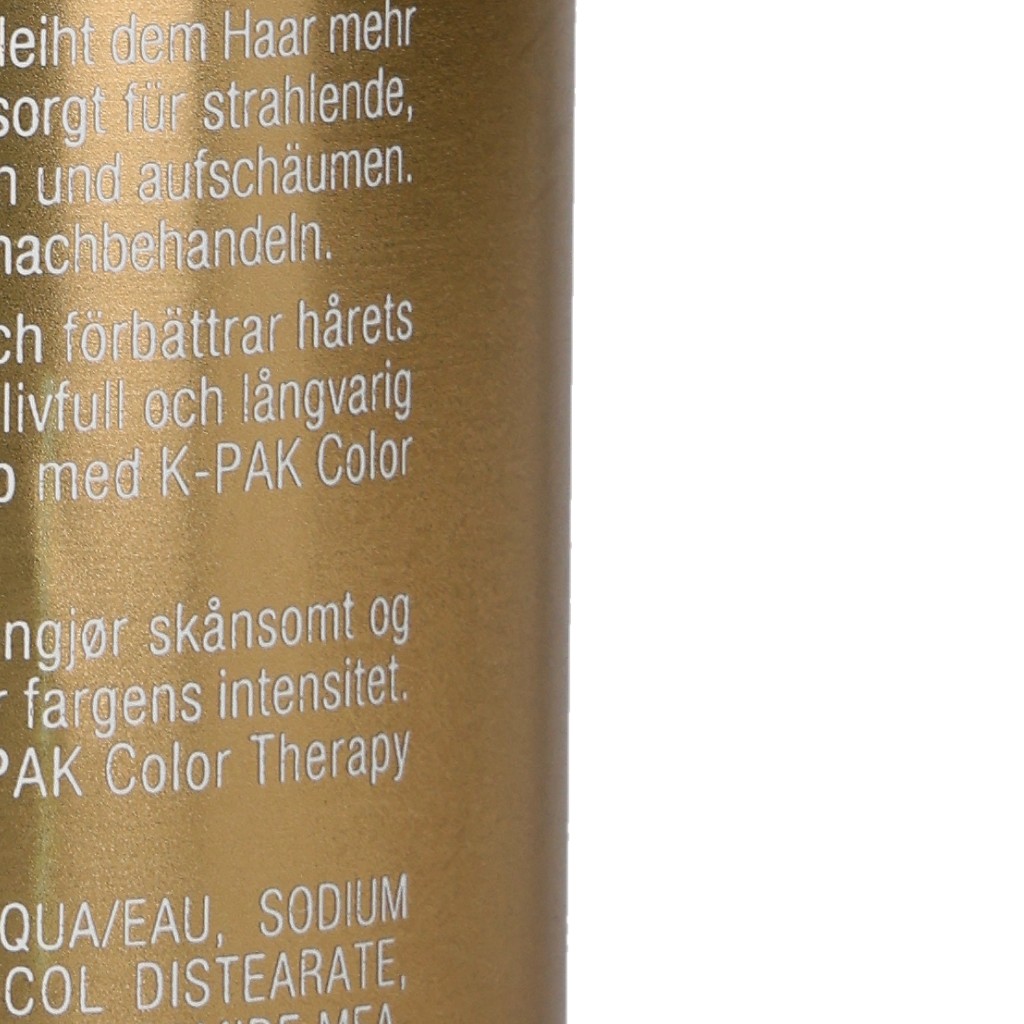 leiht dem Haar mehr
sorgt für strahlende,
und aufschäumen.
nachbehandeln.
förbättrar hårets
livfull och långvarig
med K-PAK Color
ngjør skånsomt og
fargens intensitet.
PAK Color Therapy
QUA/EAU, SODIUM
COL DISTEARATE,
MEA